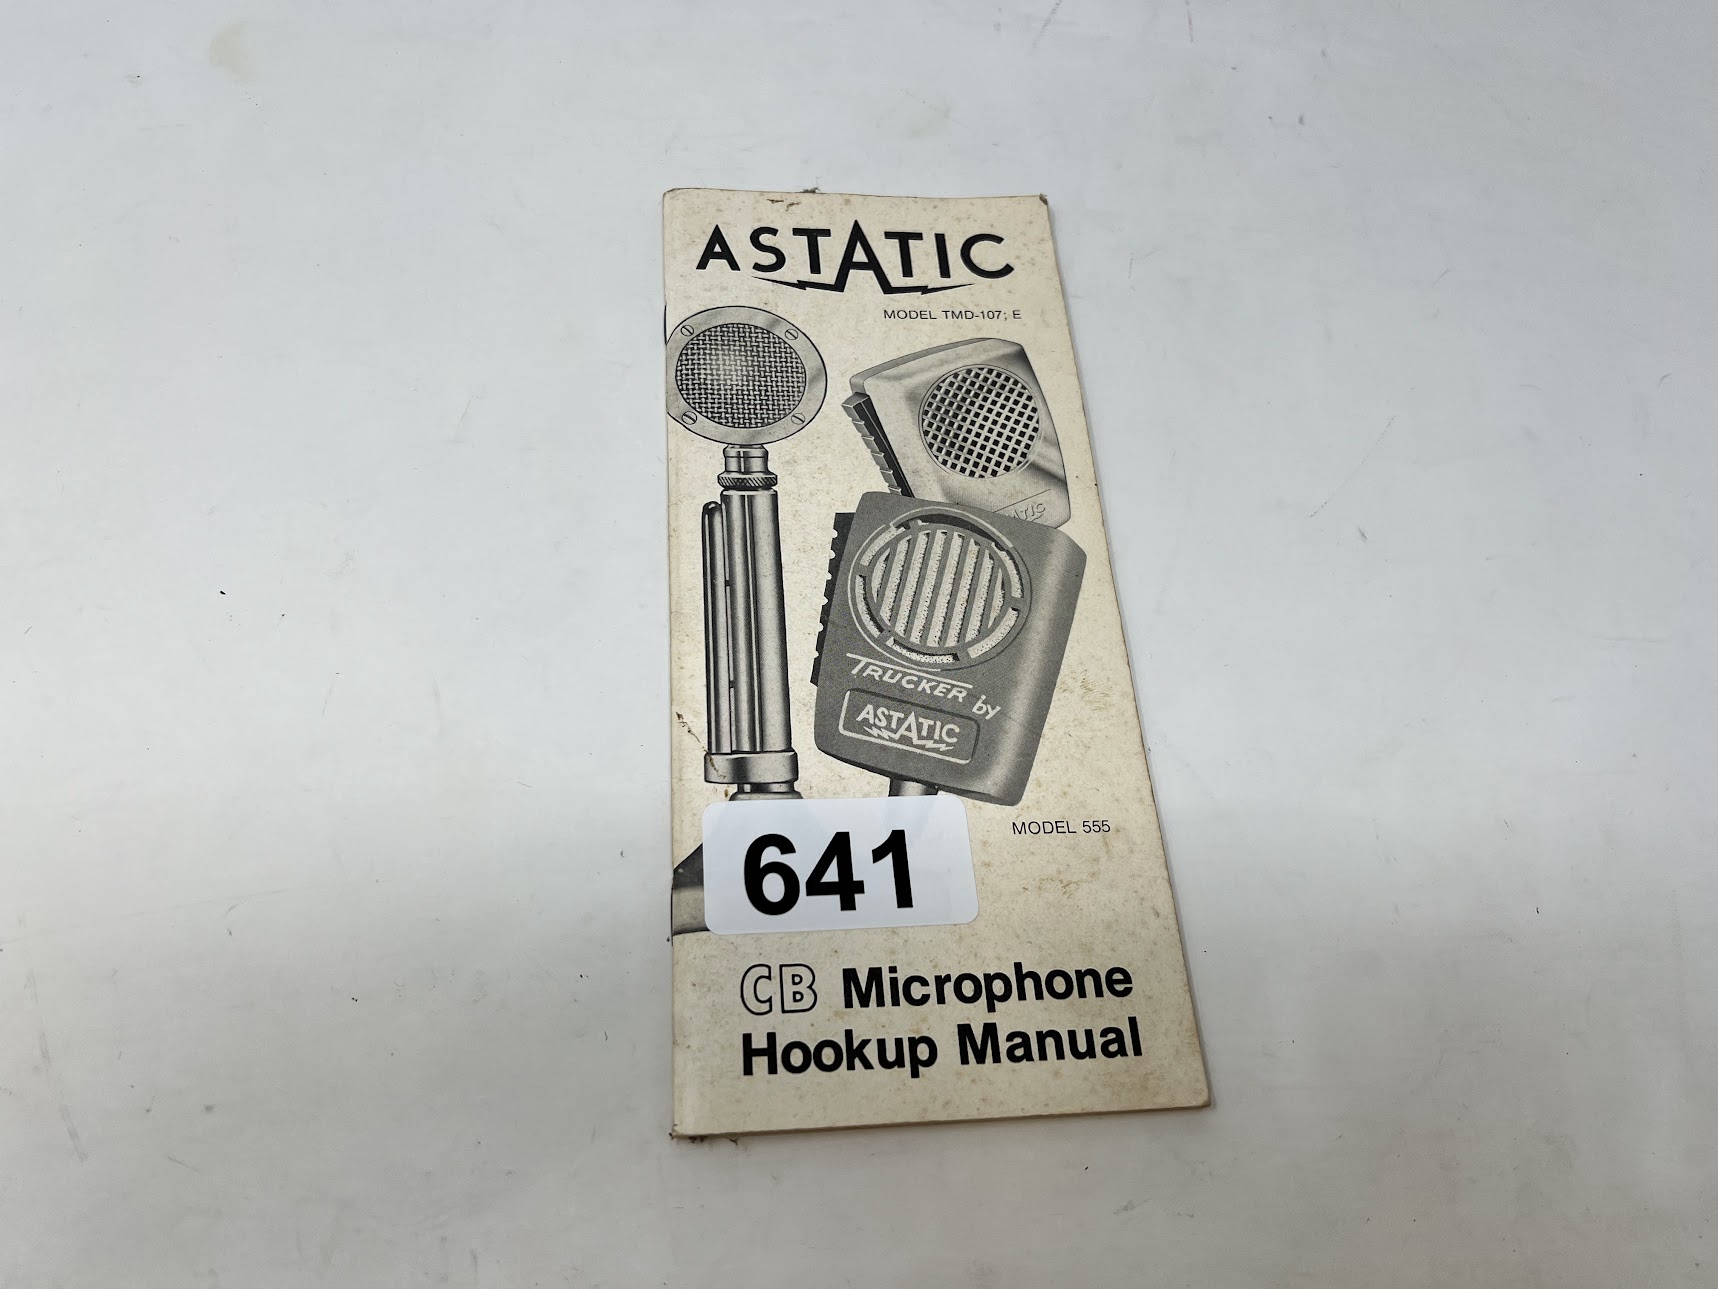 ASTATIC
MODEL TMD-107; E
TRUCKER by
ASTATIC
MODEL 555
641
CB Microphone
Hookup Manual